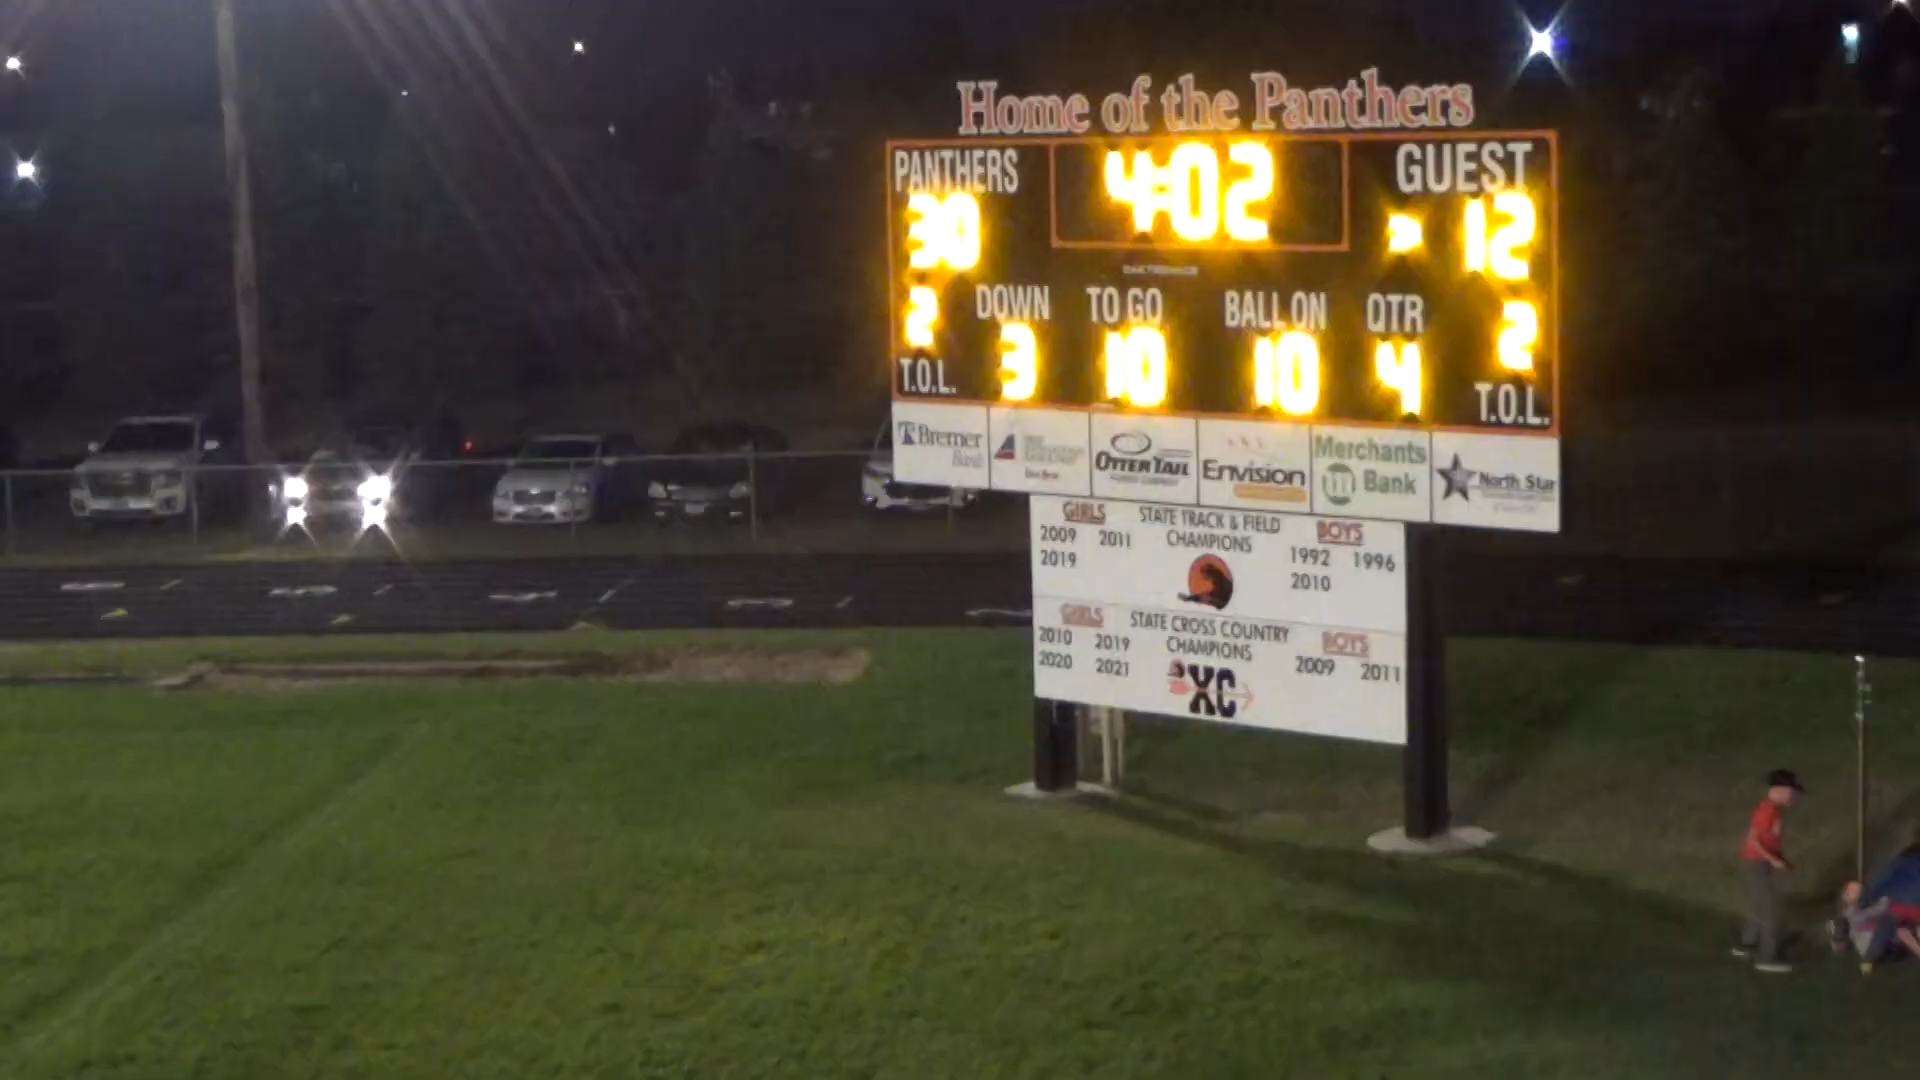 Home of the Panthers
PANTHERS 4:02 GUEST
30 12
DAKTRONICS
DOWN TO GO BALL ON QTR
2 3 10 10 4 2
T.O.L. T.O.L.
Bremer Bank
OTTER TAIL
Envision
Merchants Bank
North Star
GIRLS STATE TRACK & FIELD CHAMPIONS BOYS
2009 2011 1992 1996
2019 2010
GIRLS STATE CROSS COUNTRY CHAMPIONS BOYS
2010 2019 2009 2011
2020 2021
XC